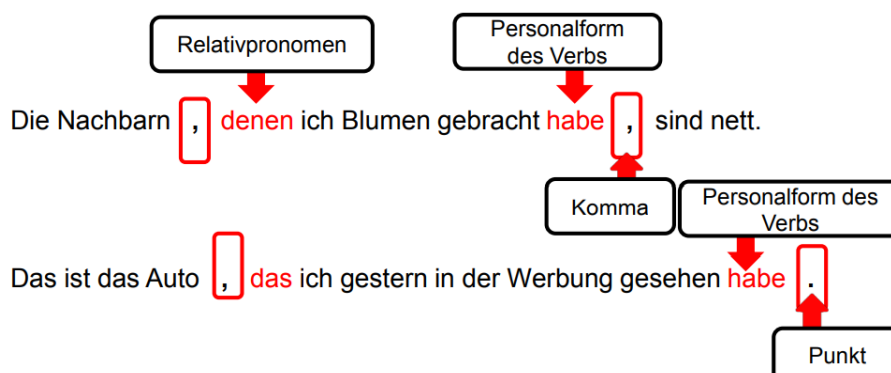 Relativpronomen
Personalform
des Verbs
Die Nachbarn , denen ich Blumen gebracht habe , sind nett.
Komma
Personalform des
Verbs
Das ist das Auto , das ich gestern in der Werbung gesehen habe .
Punkt